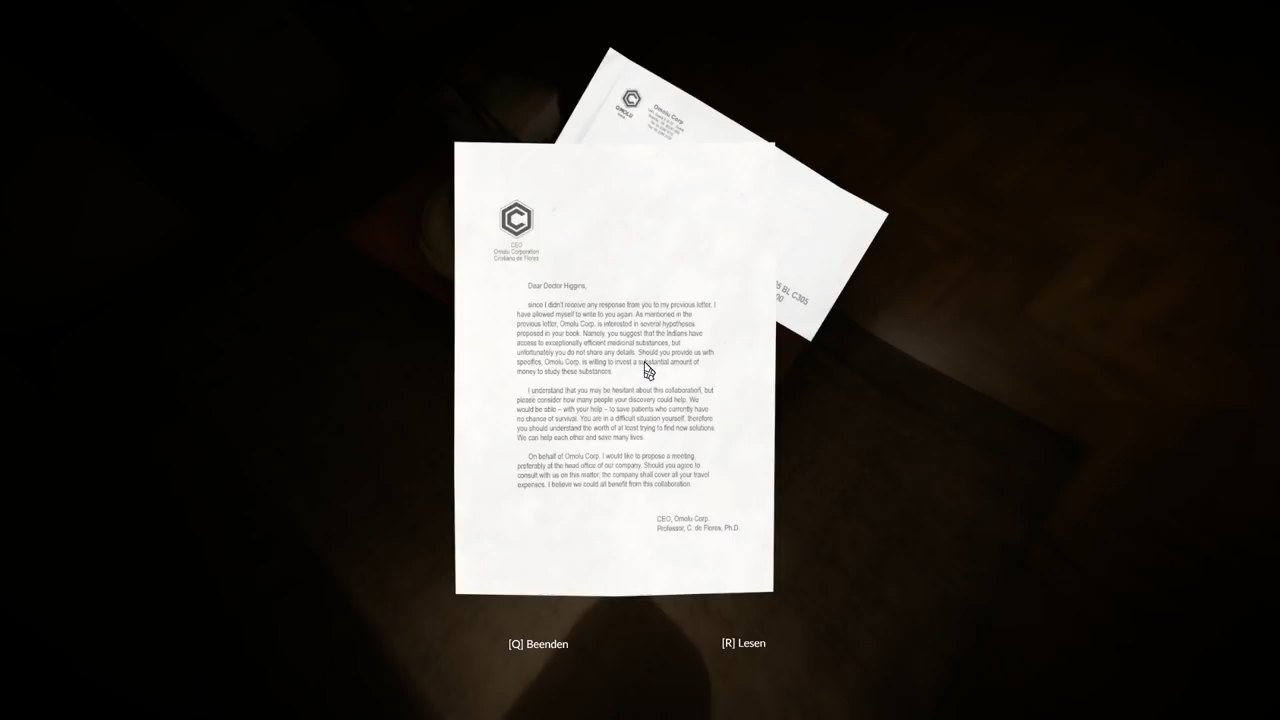 OMOLU
Omolu Corp
CEO
Omolu Corporation
Cristiano de Flores
Dear Doctor Higgins,
since I didn't receive any response from you to my previous letter, I
have allowed myself to write to you again. As mentioned in the
previous letter, Omolu Corp. is interested in several hypotheses
proposed in your book. Namely, you suggest that the Indians have
access to exceptionally efficient medicinal substances, but
unfortunately you do not share any details. Should you provide us with
specifics, Omolu Corp. is willing to invest a substantial amount of
money to study these substances.
I understand that you may be hesitant about this collaboration, but
please consider how many people your discovery could help. We
would be able – with your help – to save patients who currently have
no chance of survival. You are in a difficult situation yourself, therefore
you should understand the worth of at least trying to find new solutions.
We can help each other and save many lives.
On behalf of Omolu Corp. I would like to propose a meeting,
preferably at the head office of our company. Should you agree to
consult with us on this matter, the company shall cover all your travel
expenses. I believe we could all benefit from this collaboration.
CEO, Omolu Corp.
Professor, C. de Flores, Ph.D.
BL C305
[Q] Beenden
[R] Lesen